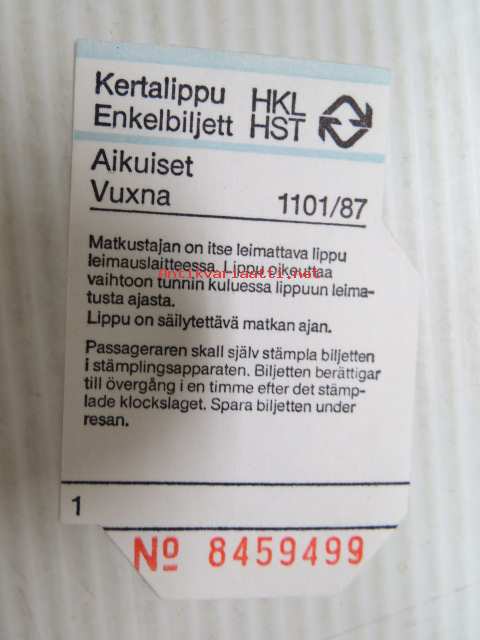 Kertalippu HKL
Enkelbiljett HST
Aikuiset
Vuxna 1101/87
Matkustajan on itse leimattava lippu
leimauslaitteessa. Lippu oikeuttaa
Antikvariaatti.net
vaihtoon tunnin kuluessa lippuun leima-
tusta ajasta.
Lippu on säilytettävä matkan ajan.
Passageraren skall själv stämpla biljetten
i stämplingsapparaten. Biljetten berättigar
till övergång i en timme efter det stämp-
lade klockslaget. Spara biljetten under
resan.
1
Nº 8459499